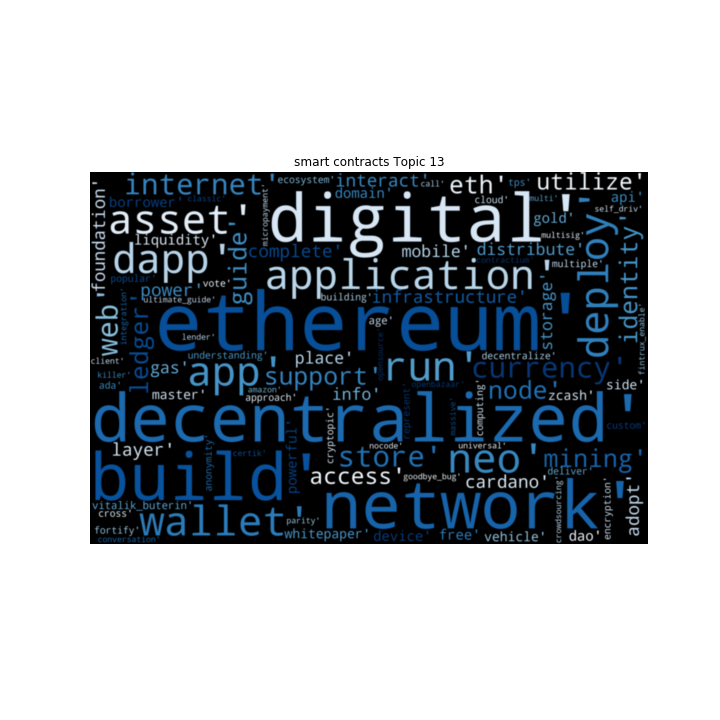 smart contracts Topic 13
foundation'
internet'
ecosystem'
interact'
call'
eth'
tps'
utilize'
api
borrower'
classic'
micropayment'
domain'
cloud'
multi'
gold'
self_driv'
asset'
digital'
deploy'
identity'
liquidity'
guide'
complete'
mobile'
distribute'
multisig'
dapp'
application'
contractium'
multiple'
popular'
power'
vote'
ultimate_guide'
building'
infrastructure'
storage'
web'
ledger'
integration'
ethereum'
age'
lender'
fintrux_enable'
client'
understanding'
place'
opensource'
decentralize'
killer'
gas'
app'
support'
run'
currency'
ada'
amazon'
openbazaar'
node'
side'
master'
approach'
info'
zcash'
decentralized'
represent'
massive'
computing'
custom'
layer'
anonymity'
certik'
powerful'
cryptopic'
nocode'
store'
universal'
neo'
mining'
build'
access'
goodbye_bug'
cardano'
deliver'
vitalik_buterin'
network'
crowdsourcing'
encryption'
adopt
cross'
wallet'
parity'
fortify'
whitepaper'
device'
free'
vehicle'
dao'
conversation'